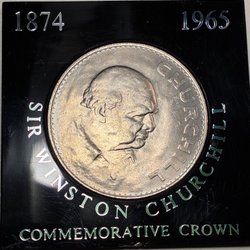 1874 1965
CHURCHILL
SIR WINSTON CHURCHILL
COMMEMORATIVE CROWN